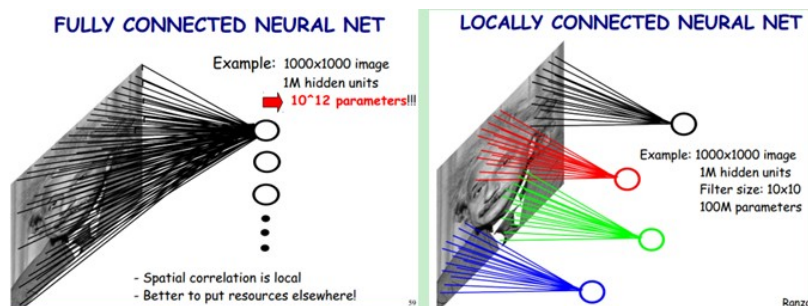 FULLY CONNECTED NEURAL NET
Example: 1000x1000 image
1M hidden units
10^12 parameters!!!
- Spatial correlation is local
- Better to put resources elsewhere!
59
LOCALLY CONNECTED NEURAL NET
Example: 1000x1000 image
1M hidden units
Filter size: 10x10
100M parameters
Ranz